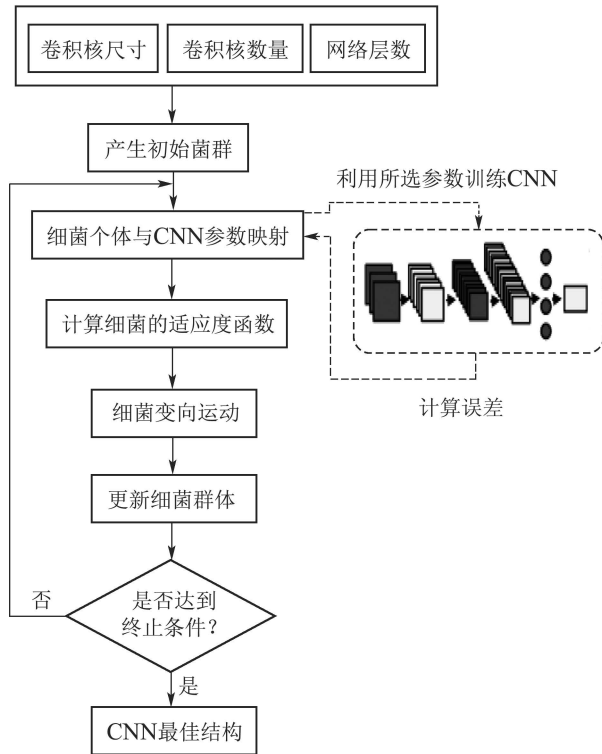 卷积核尺寸
卷积核数量
网络层数
产生初始菌群
利用所选参数训练CNN
细菌个体与CNN参数映射
计算细菌的适应度函数
计算误差
细菌变向运动
更新细菌群体
否
是否达到
终止条件？
是
CNN最佳结构